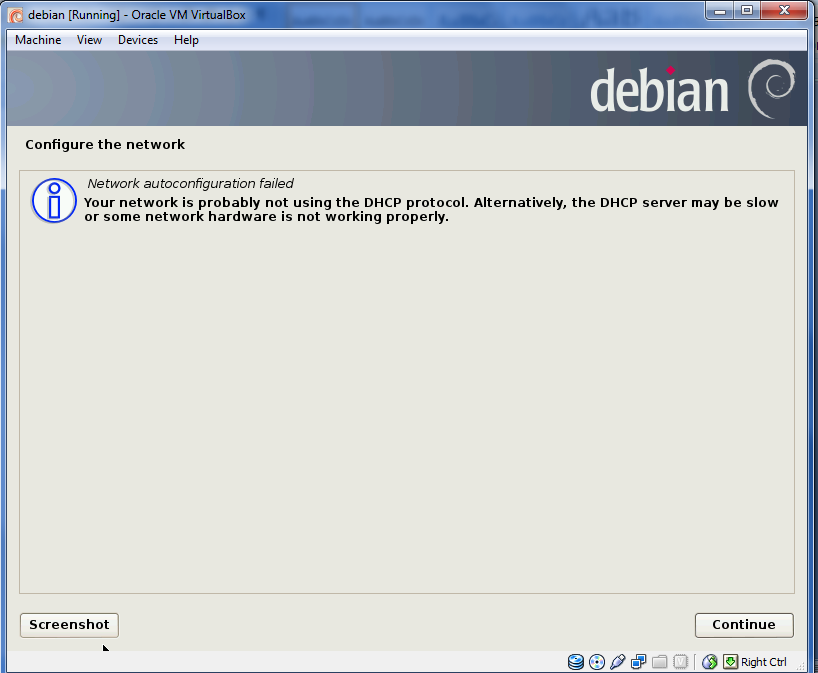 debian [Running] - Oracle VM VirtualBox
Machine View Devices Help
debian
Configure the network
Network autoconfiguration failed
Your network is probably not using the DHCP protocol. Alternatively, the DHCP server may be slow
or some network hardware is not working properly.
Screenshot Continue
Right Ctrl